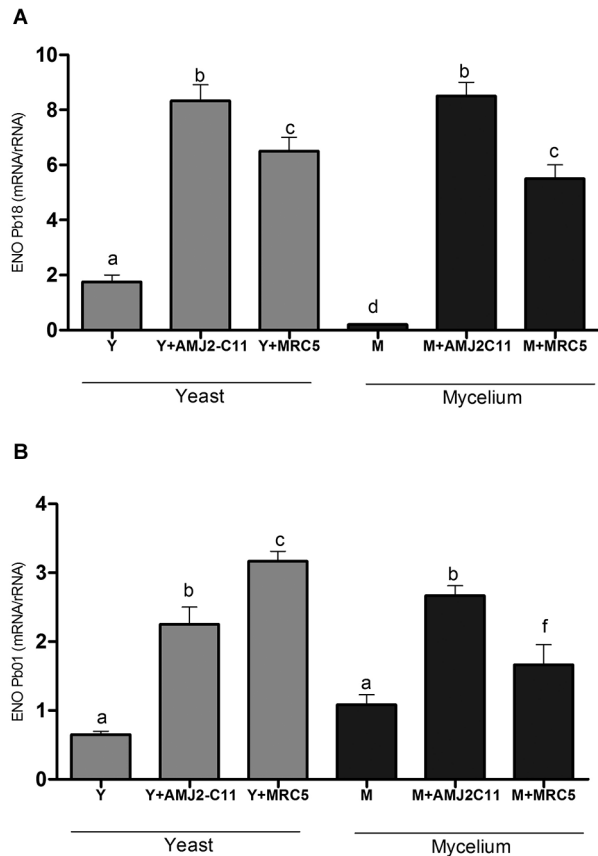 A
ENO Pb18 (mRNA/rRNA)
10
8
6
4
2
0
a
b
c
d
b
c
Y Y+AMJ2-C11 Y+MRC5 M M+AMJ2C11 M+MRC5
Yeast Mycelium
B
ENO Pb01 (mRNA/rRNA)
4
3
2
1
0
a
b
c
a
b
f
Y Y+AMJ2-C11 Y+MRC5 M M+AMJ2C11 M+MRC5
Yeast Mycelium